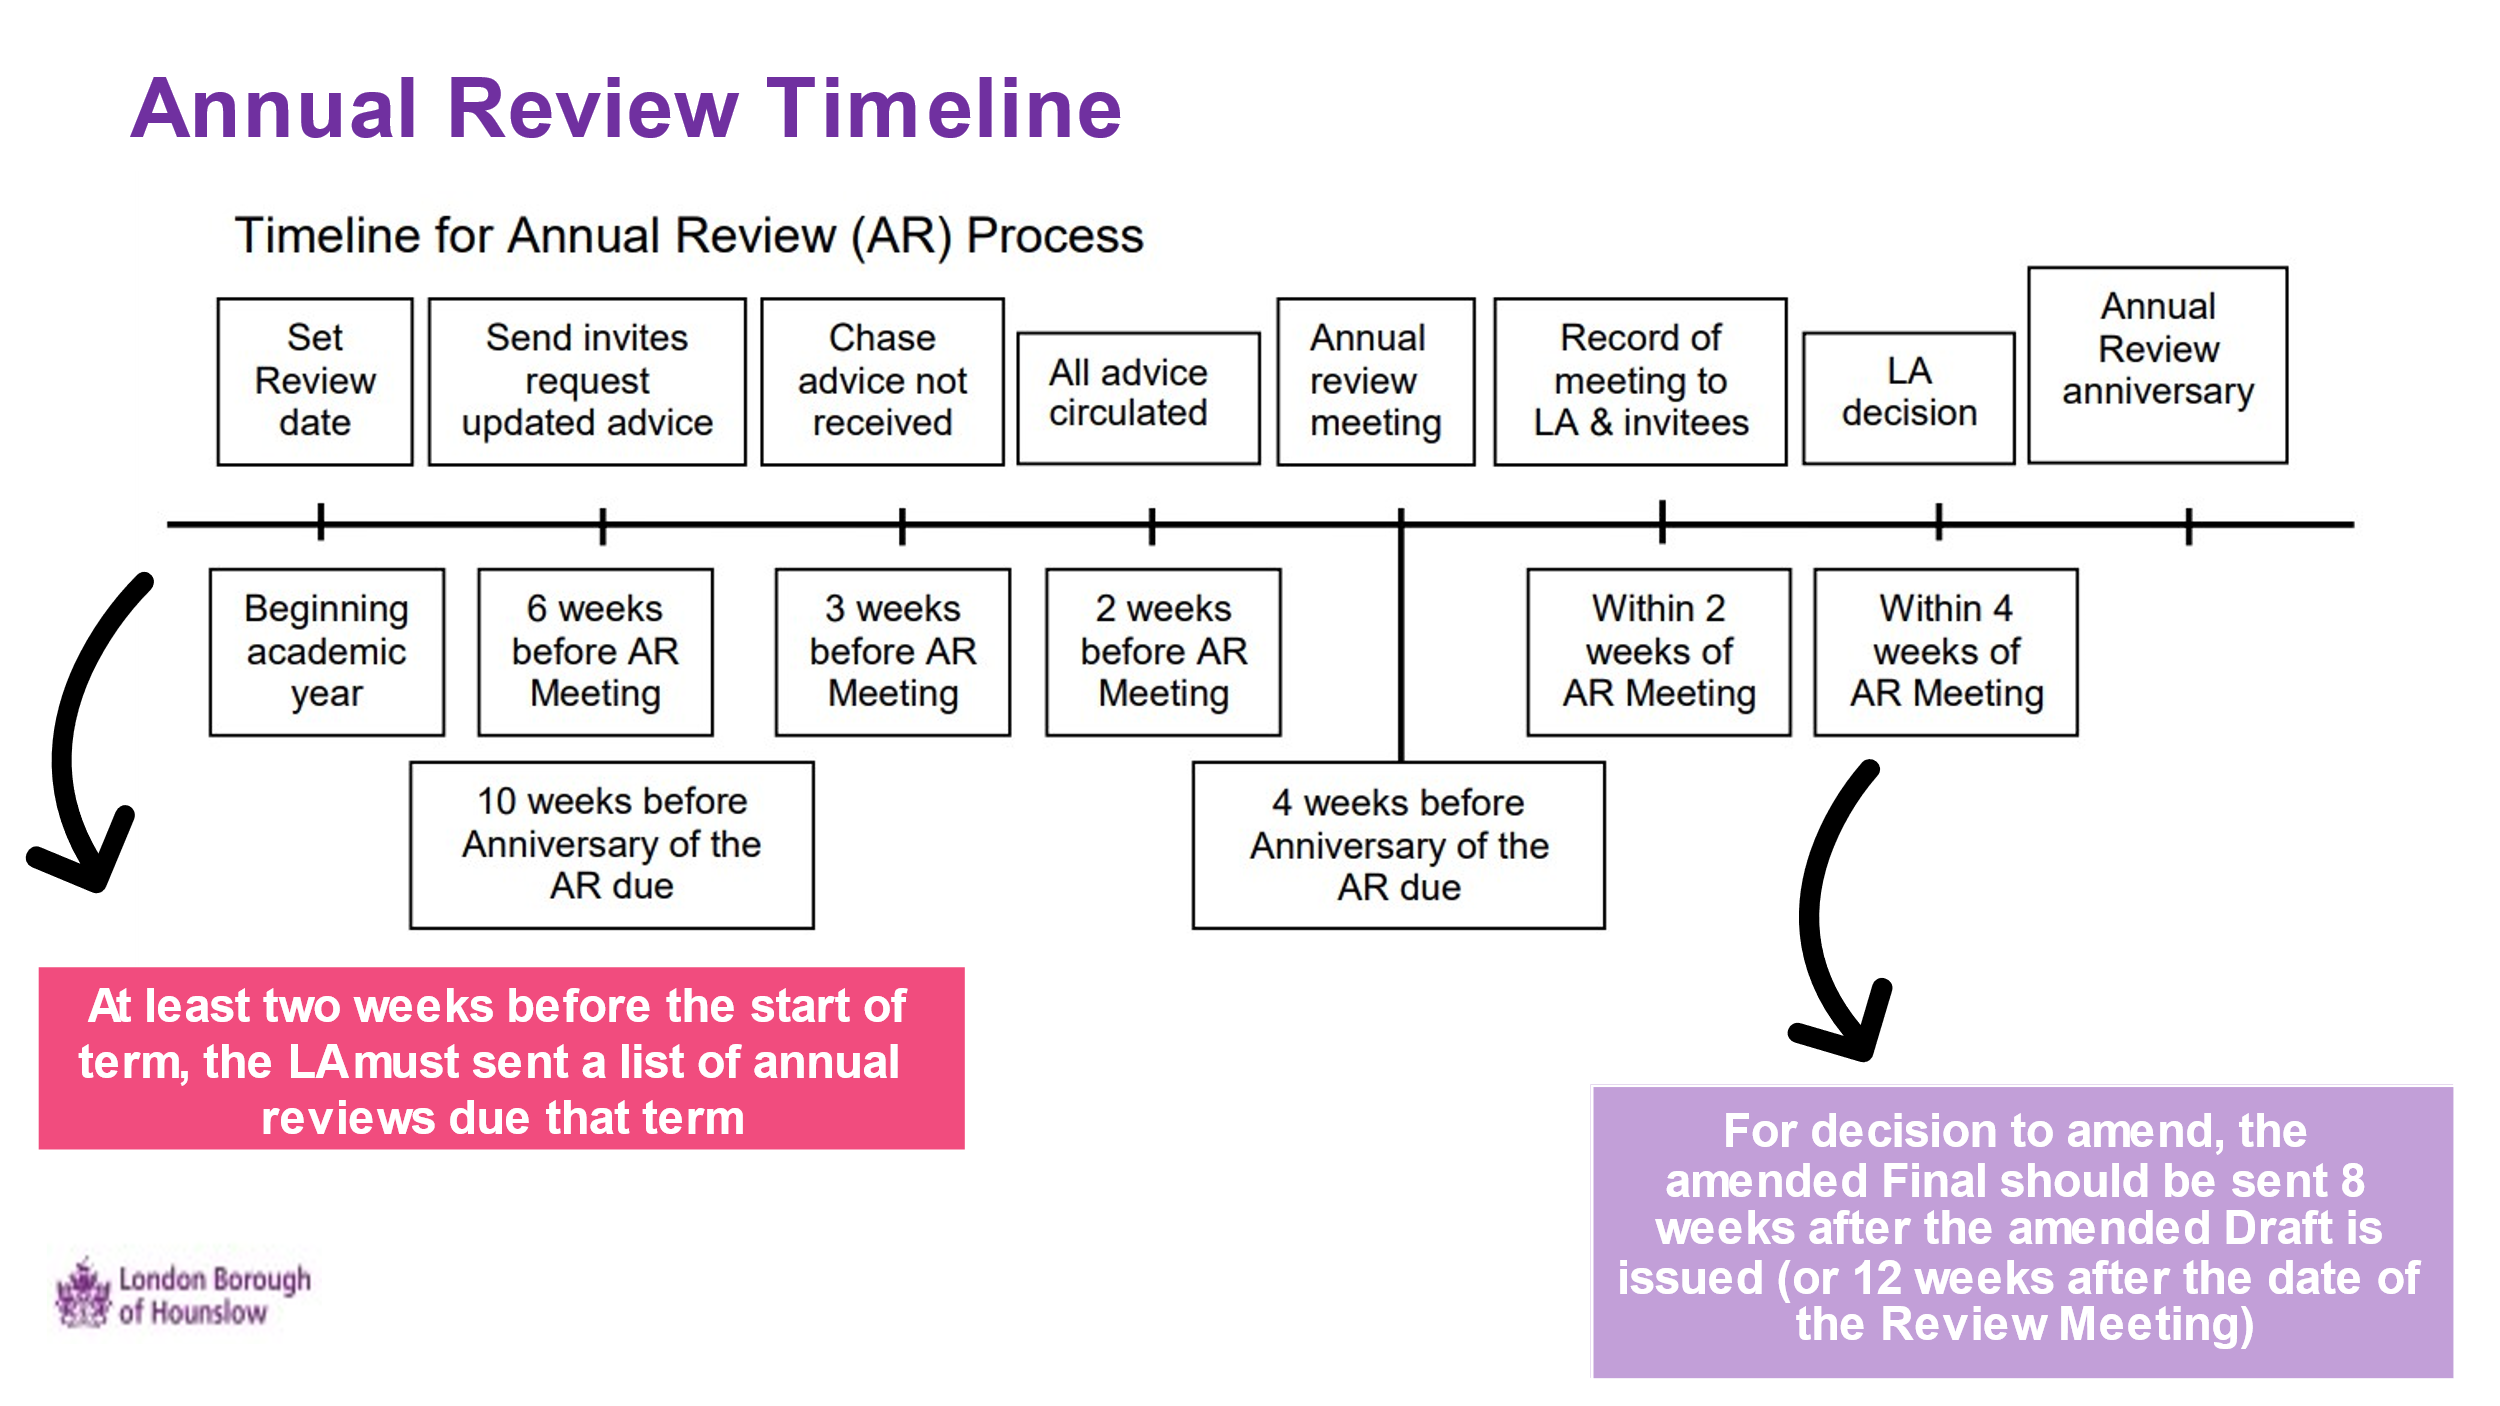 Annual Review Timeline
Timeline for Annual Review (AR) Process
Set
Review
date
Send invites
request
updated advice
Chase
advice not
received
All advice
circulated
Annual
review
meeting
Record of
meeting to
LA & invitees
LA
decision
Annual
Review
anniversary
Beginning
academic
year
6 weeks
before AR
Meeting
3 weeks
before AR
Meeting
2 weeks
before AR
Meeting
Within 2
weeks of
AR Meeting
Within 4
weeks of
AR Meeting
10 weeks before
Anniversary of the
AR due
4 weeks before
Anniversary of the
AR due
At least two weeks before the start of
term, the LA must sent a list of annual
reviews due that term
For decision to amend, the
amended Final should be sent 8
weeks after the amended Draft is
issued (or 12 weeks after the date of
the Review Meeting)
London Borough
of Hounslow